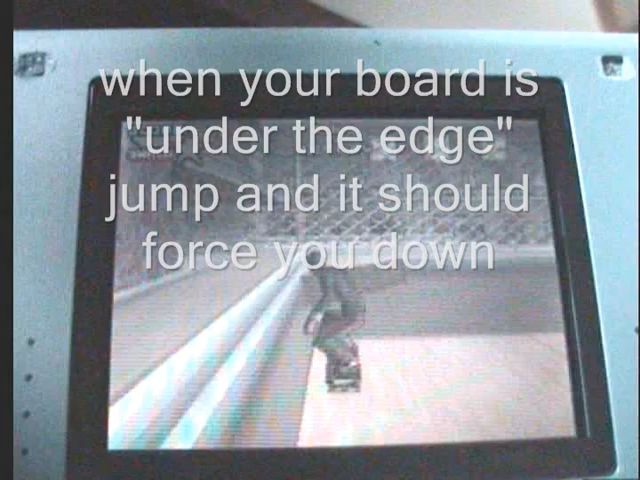 when your board is
"under the edge"
jump and it should
force you down